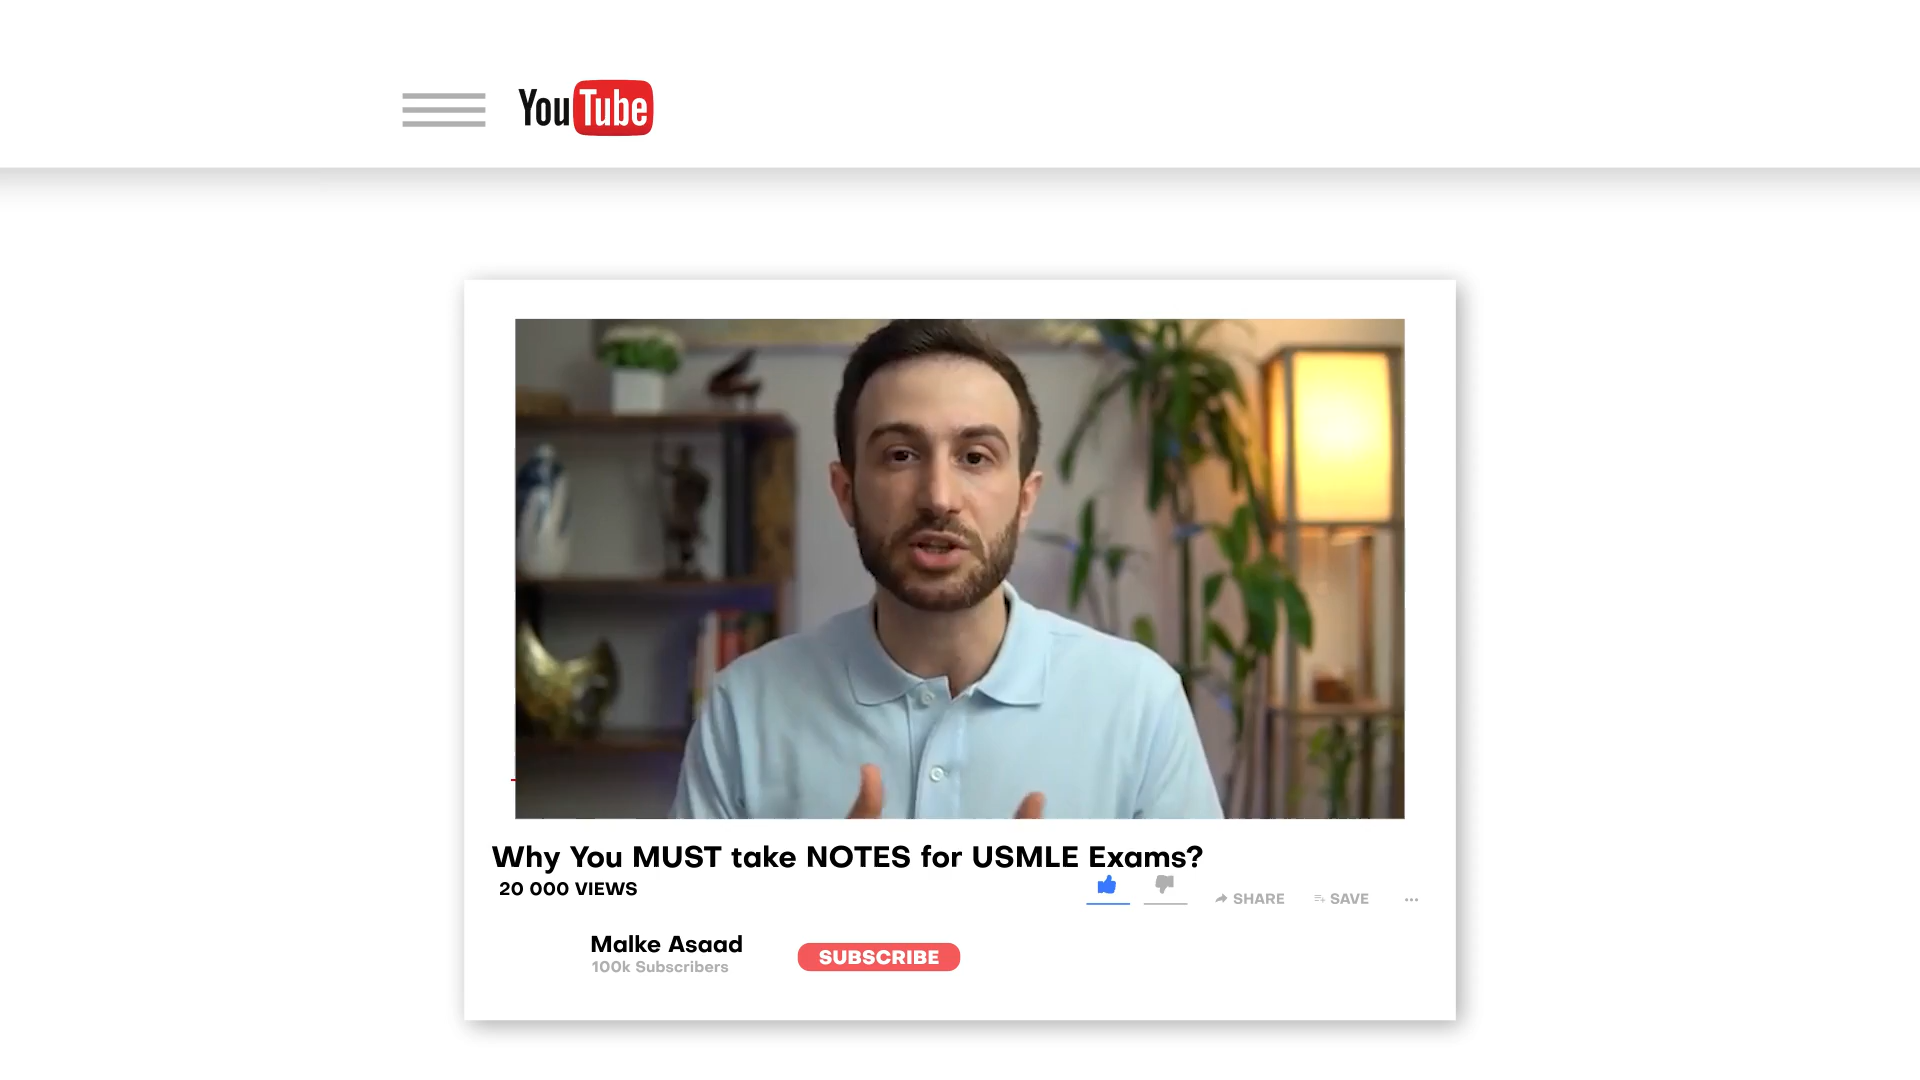 YouTube
Why You MUST take NOTES for USMLE Exams?
20 000 VIEWS
SHARE
SAVE
...
Malke Asaad
SUBSCRIBE
100k Subscribers